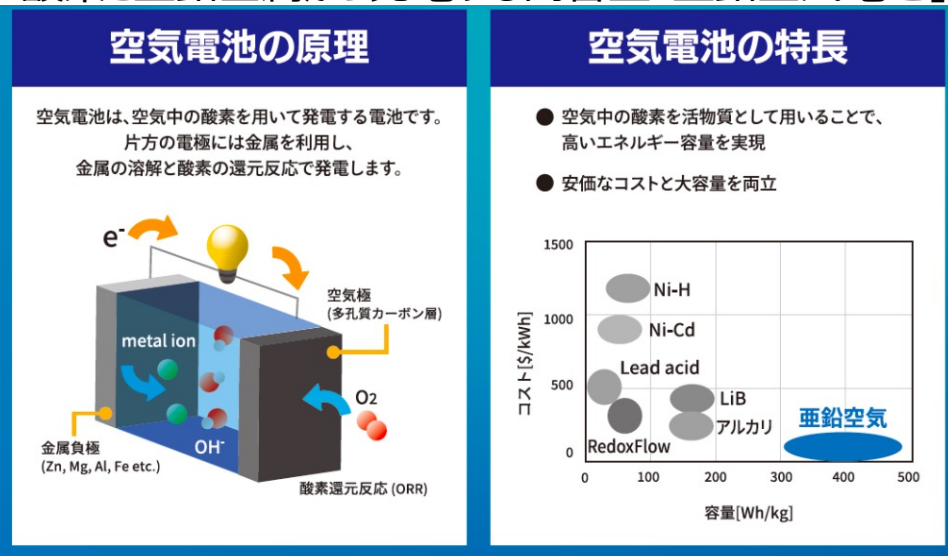 空気電池の原理
空気電池は、空気中の酸素を用いて発電する電池です。
片方の電極には金属を利用し、
金属の溶解と酸素の還元反応で発電します。
e-
空気極
(多孔質カーボン層)
metal ion
O2
OH-
金属負極
(Zn, Mg, Al, Fe etc.)
酸素還元反応 (ORR)
空気電池の特長
● 空気中の酸素を活物質として用いることで、
高いエネルギー容量を実現
● 安価なコストと大容量を両立
コスト[$/kWh]
1500
1000
500
0
Ni-H
Ni-Cd
Lead acid
LiB
アルカリ
RedoxFlow
亜鉛空気
0 100 200 300 400 500
容量[Wh/kg]